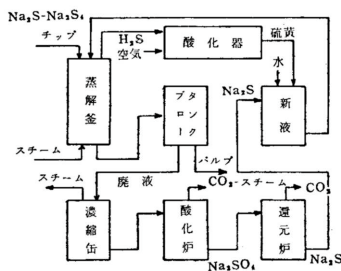 Na₂S-Na₂S₄
チップ
H₂S
空気
酸化器
硫黄
水
蒸解釜
ブロータンク
Na₂S
新液
スチーム
パルプ
スチーム
廃液
CO₂-スチーム
CO₂
濃縮缶
酸化炉
還元炉
Na₂SO₄
Na₂S